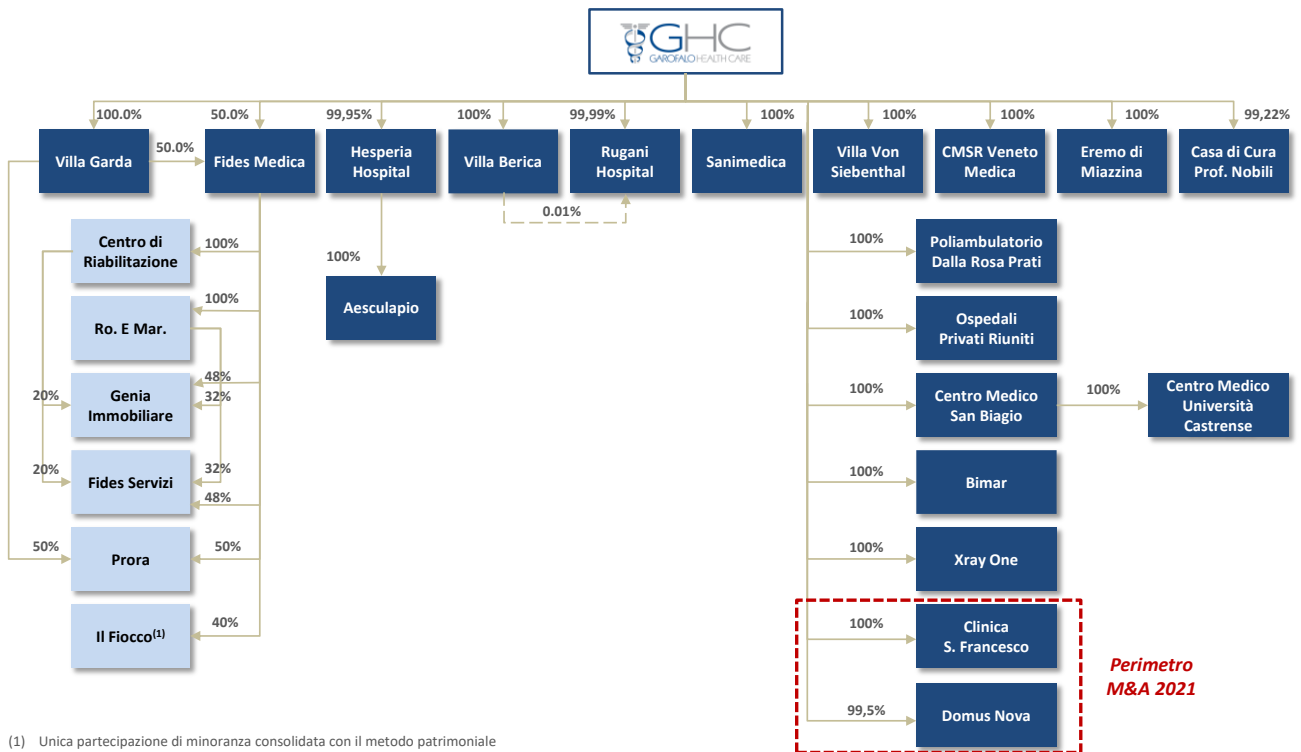 GHC
GAROFALO HEALTH CARE
100.0%
50.0%
99,95%
100%
99,99%
100%
100%
100%
100%
99,22%
Villa Garda
50.0%
Fides Medica
Hesperia
Hospital
Villa Berica
Rugani
Hospital
Sanimedica
Villa Von
Siebenthal
CMSR Veneto
Medica
Eremo di
Miazzina
Casa di Cura
Prof. Nobili
0.01%
Centro di
Riabilitazione
100%
100%
Aesculapio
100%
Poliambulatorio
Dalla Rosa Prati
100%
Ro. E Mar.
100%
Ospedali
Privati Riuniti
48%
20%
Genia
Immobiliare
32%
100%
Centro Medico
San Biagio
100%
Centro Medico
Università
Castrense
20%
Fides Servizi
32%
48%
100%
Bimar
50%
Prora
50%
100%
Xray One
Il Fiocco(1)
40%
100%
Clinica
S. Francesco
Perimetro
M&A 2021
99,5%
Domus Nova
(1) Unica partecipazione di minoranza consolidata con il metodo patrimoniale